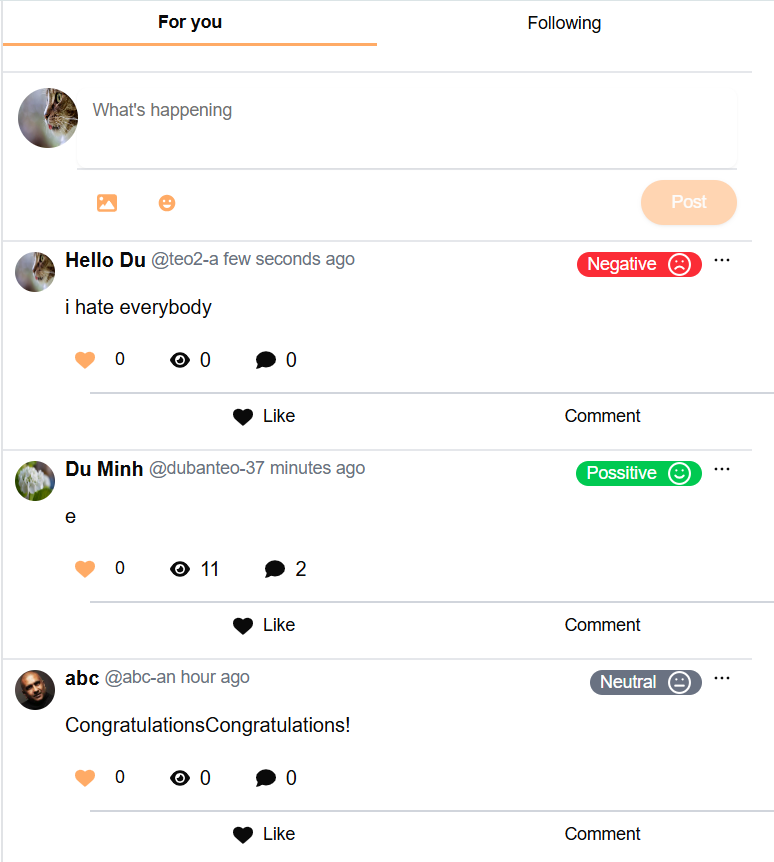 For you Following
What's happening
Post
Hello Du @teo2-a few seconds ago Negative
i hate everybody
0 0 0
Like Comment
Du Minh @dubanteo-37 minutes ago Possitive
e
0 11 2
Like Comment
abc @abc-an hour ago Neutral
CongratulationsCongratulations!
0 0 0
Like Comment